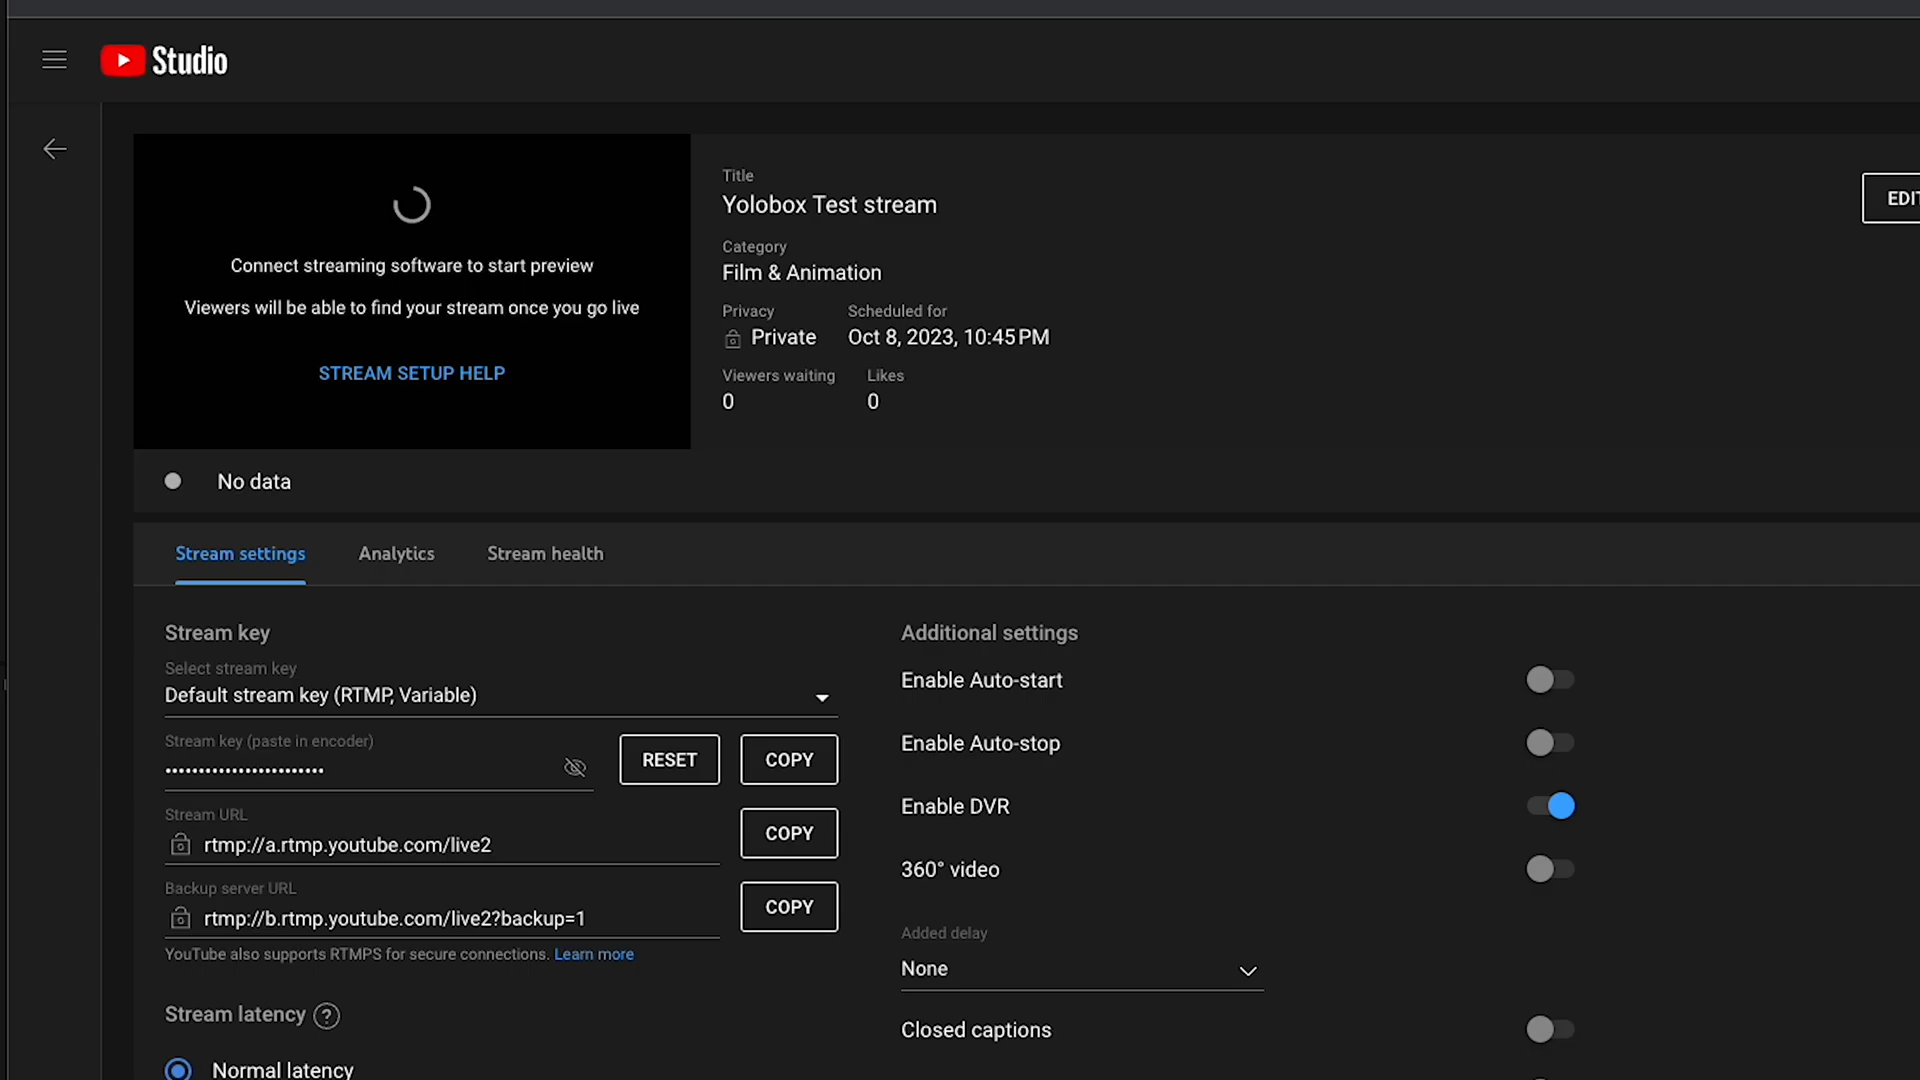 Studio
Connect streaming software to start preview
Viewers will be able to find your stream once you go live
STREAM SETUP HELP
No data
Title
Yolobox Test stream
Category
Film & Animation
Privacy Scheduled for
Private Oct 8, 2023, 10:45 PM
Viewers waiting Likes
0 0
EDIT
Stream settings Analytics Stream health
Stream key
Select stream key
Default stream key (RTMP, Variable)
Stream key (paste in encoder)
••••••••••••••••••••••••
RESET COPY
Stream URL
rtmp://a.rtmp.youtube.com/live2
COPY
Backup server URL
rtmp://b.rtmp.youtube.com/live2?backup=1
COPY
YouTube also supports RTMPS for secure connections. Learn more
Stream latency ?
Normal latency
Additional settings
Enable Auto-start
Enable Auto-stop
Enable DVR
360° video
Added delay
None
Closed captions